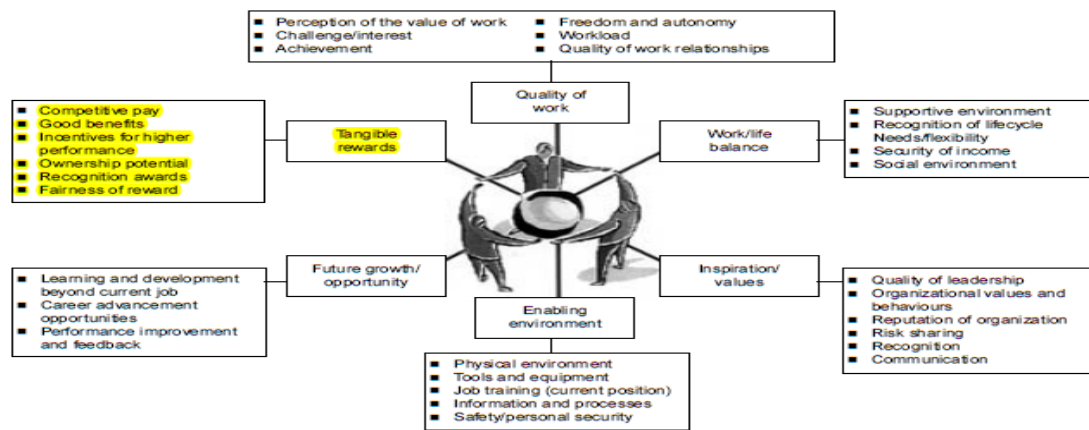 Perception of the value of work
Challenge/interest
Achievement
Freedom and autonomy
Workload
Quality of work relationships
Quality of
work
Competitive pay
Good benefits
Incentives for higher
performance
Ownership potential
Recognition awards
Fairness of reward
Tangible
rewards
Work/life
balance
Supportive environment
Recognition of lifecycle
Needs/flexibility
Security of income
Social environment
Learning and development
beyond current job
Career advancement
opportunities
Performance improvement
and feedback
Future growth/
opportunity
Inspiration/
values
Quality of leadership
Organizational values and
behaviours
Reputation of organization
Risk sharing
Recognition
Communication
Enabling
environment
Physical environment
Tools and equipment
Job training (current position)
Information and processes
Safety/personal security